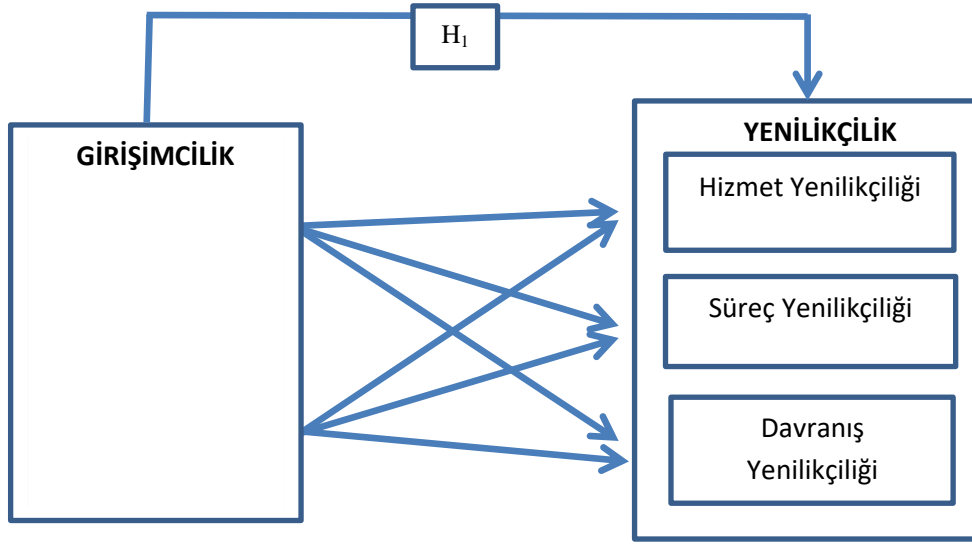 H₁
GİRİŞİMCİLİK
YENİLİKÇİLİK
Hizmet Yenilikçiliği
Süreç Yenilikçiliği
Davranış
Yenilikçiliği